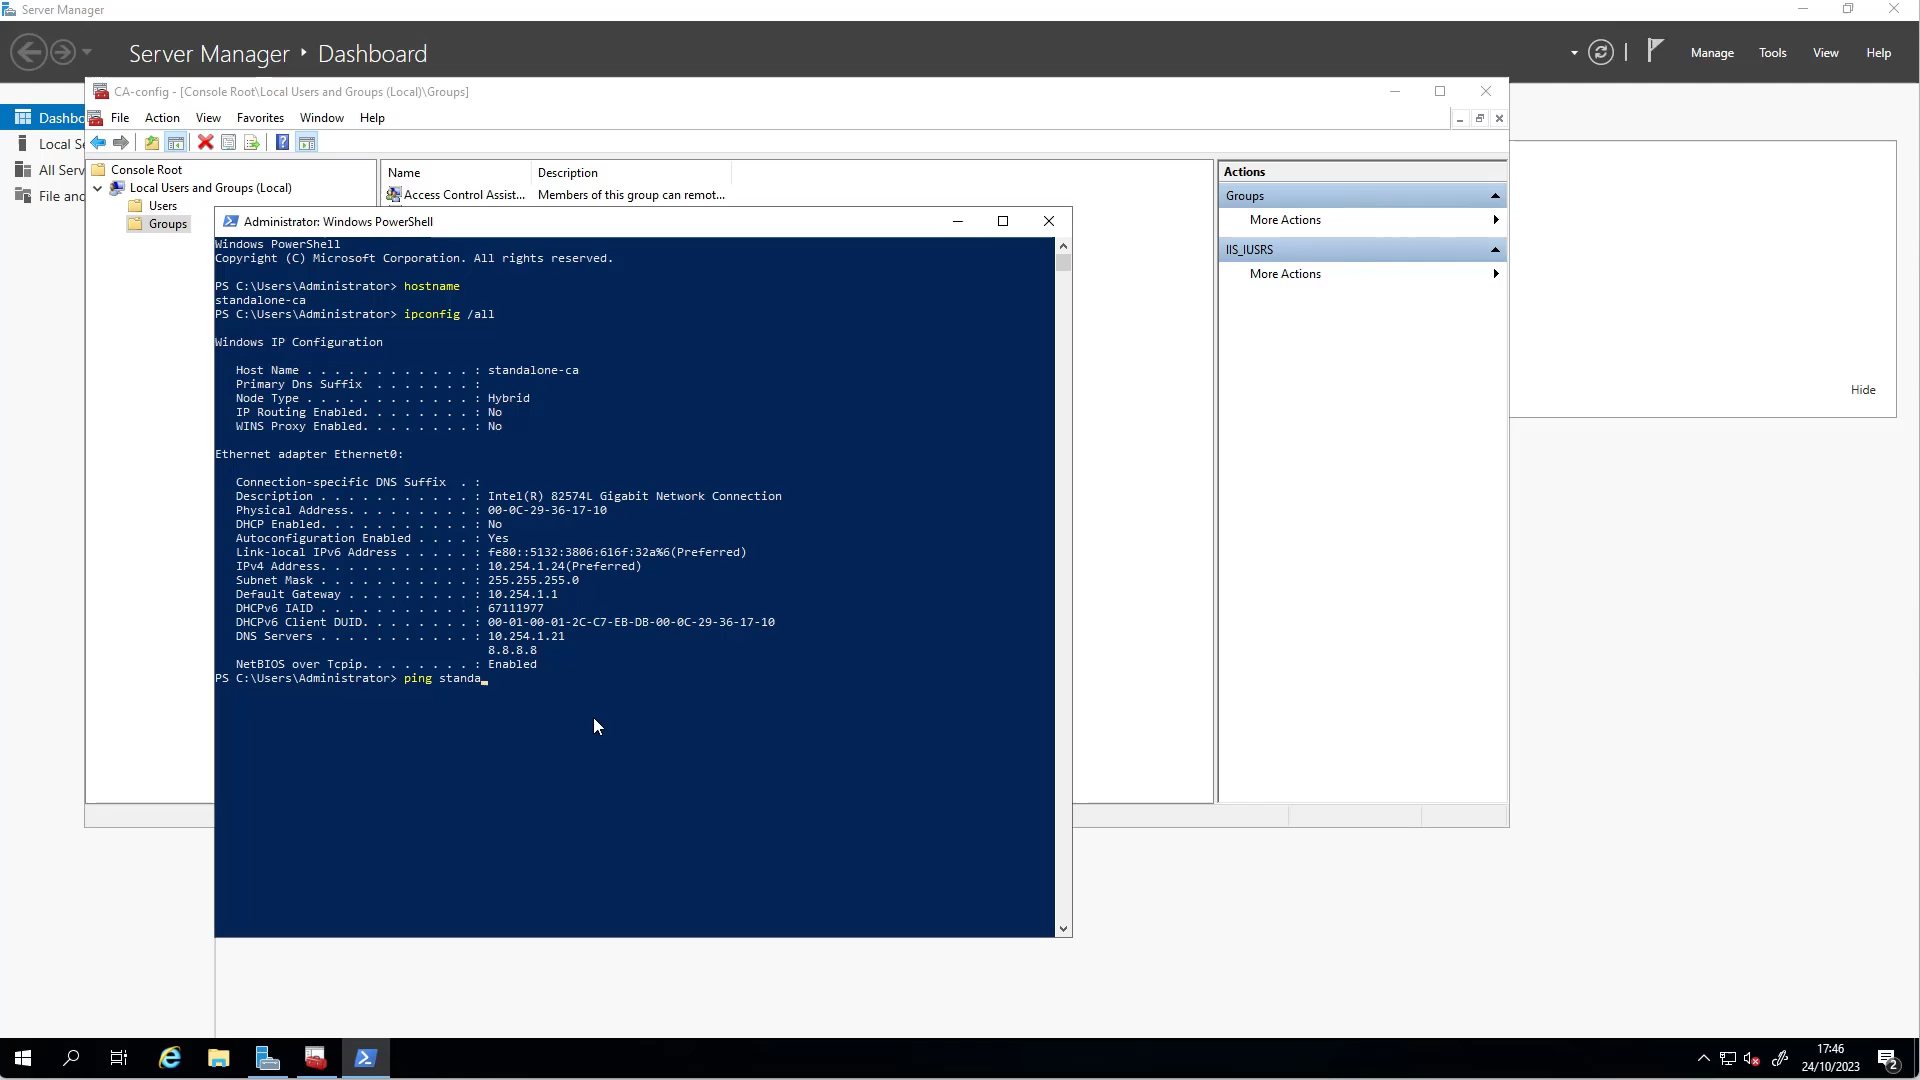 Server Manager
Server Manager ‣ Dashboard
Manage Tools View Help
Dashbo
Local Se
All Serv
File and
CA-config - [Console Root\Local Users and Groups (Local)\Groups]
File Action View Favorites Window Help
Console Root
Local Users and Groups (Local)
Users
Groups
Name Description
Access Control Assist... Members of this group can remot...
Actions
Groups
More Actions
IIS_IUSRS
More Actions
Hide
Administrator: Windows PowerShell
Windows PowerShell
Copyright (C) Microsoft Corporation. All rights reserved.
PS C:\Users\Administrator> hostname
standalone-ca
PS C:\Users\Administrator> ipconfig /all
Windows IP Configuration
Host Name . . . . . . . . . . . . : standalone-ca
Primary Dns Suffix . . . . . . . :
Node Type . . . . . . . . . . . . : Hybrid
IP Routing Enabled. . . . . . . . : No
WINS Proxy Enabled. . . . . . . . : No
Ethernet adapter Ethernet0:
Connection-specific DNS Suffix . :
Description . . . . . . . . . . . : Intel(R) 82574L Gigabit Network Connection
Physical Address. . . . . . . . . : 00-0C-29-36-17-10
DHCP Enabled. . . . . . . . . . . : No
Autoconfiguration Enabled . . . . : Yes
Link-local IPv6 Address . . . . . : fe80::5132:3806:616f:32a%6(Preferred)
IPv4 Address. . . . . . . . . . . : 10.254.1.24(Preferred)
Subnet Mask . . . . . . . . . . . : 255.255.255.0
Default Gateway . . . . . . . . . : 10.254.1.1
DHCPv6 IAID . . . . . . . . . . . : 67111977
DHCPv6 Client DUID. . . . . . . . : 00-01-00-01-2C-C7-EB-DB-00-0C-29-36-17-10
DNS Servers . . . . . . . . . . . : 10.254.1.21
8.8.8.8
NetBIOS over Tcpip. . . . . . . . : Enabled
PS C:\Users\Administrator> ping standa_
17:46
24/10/2023
2